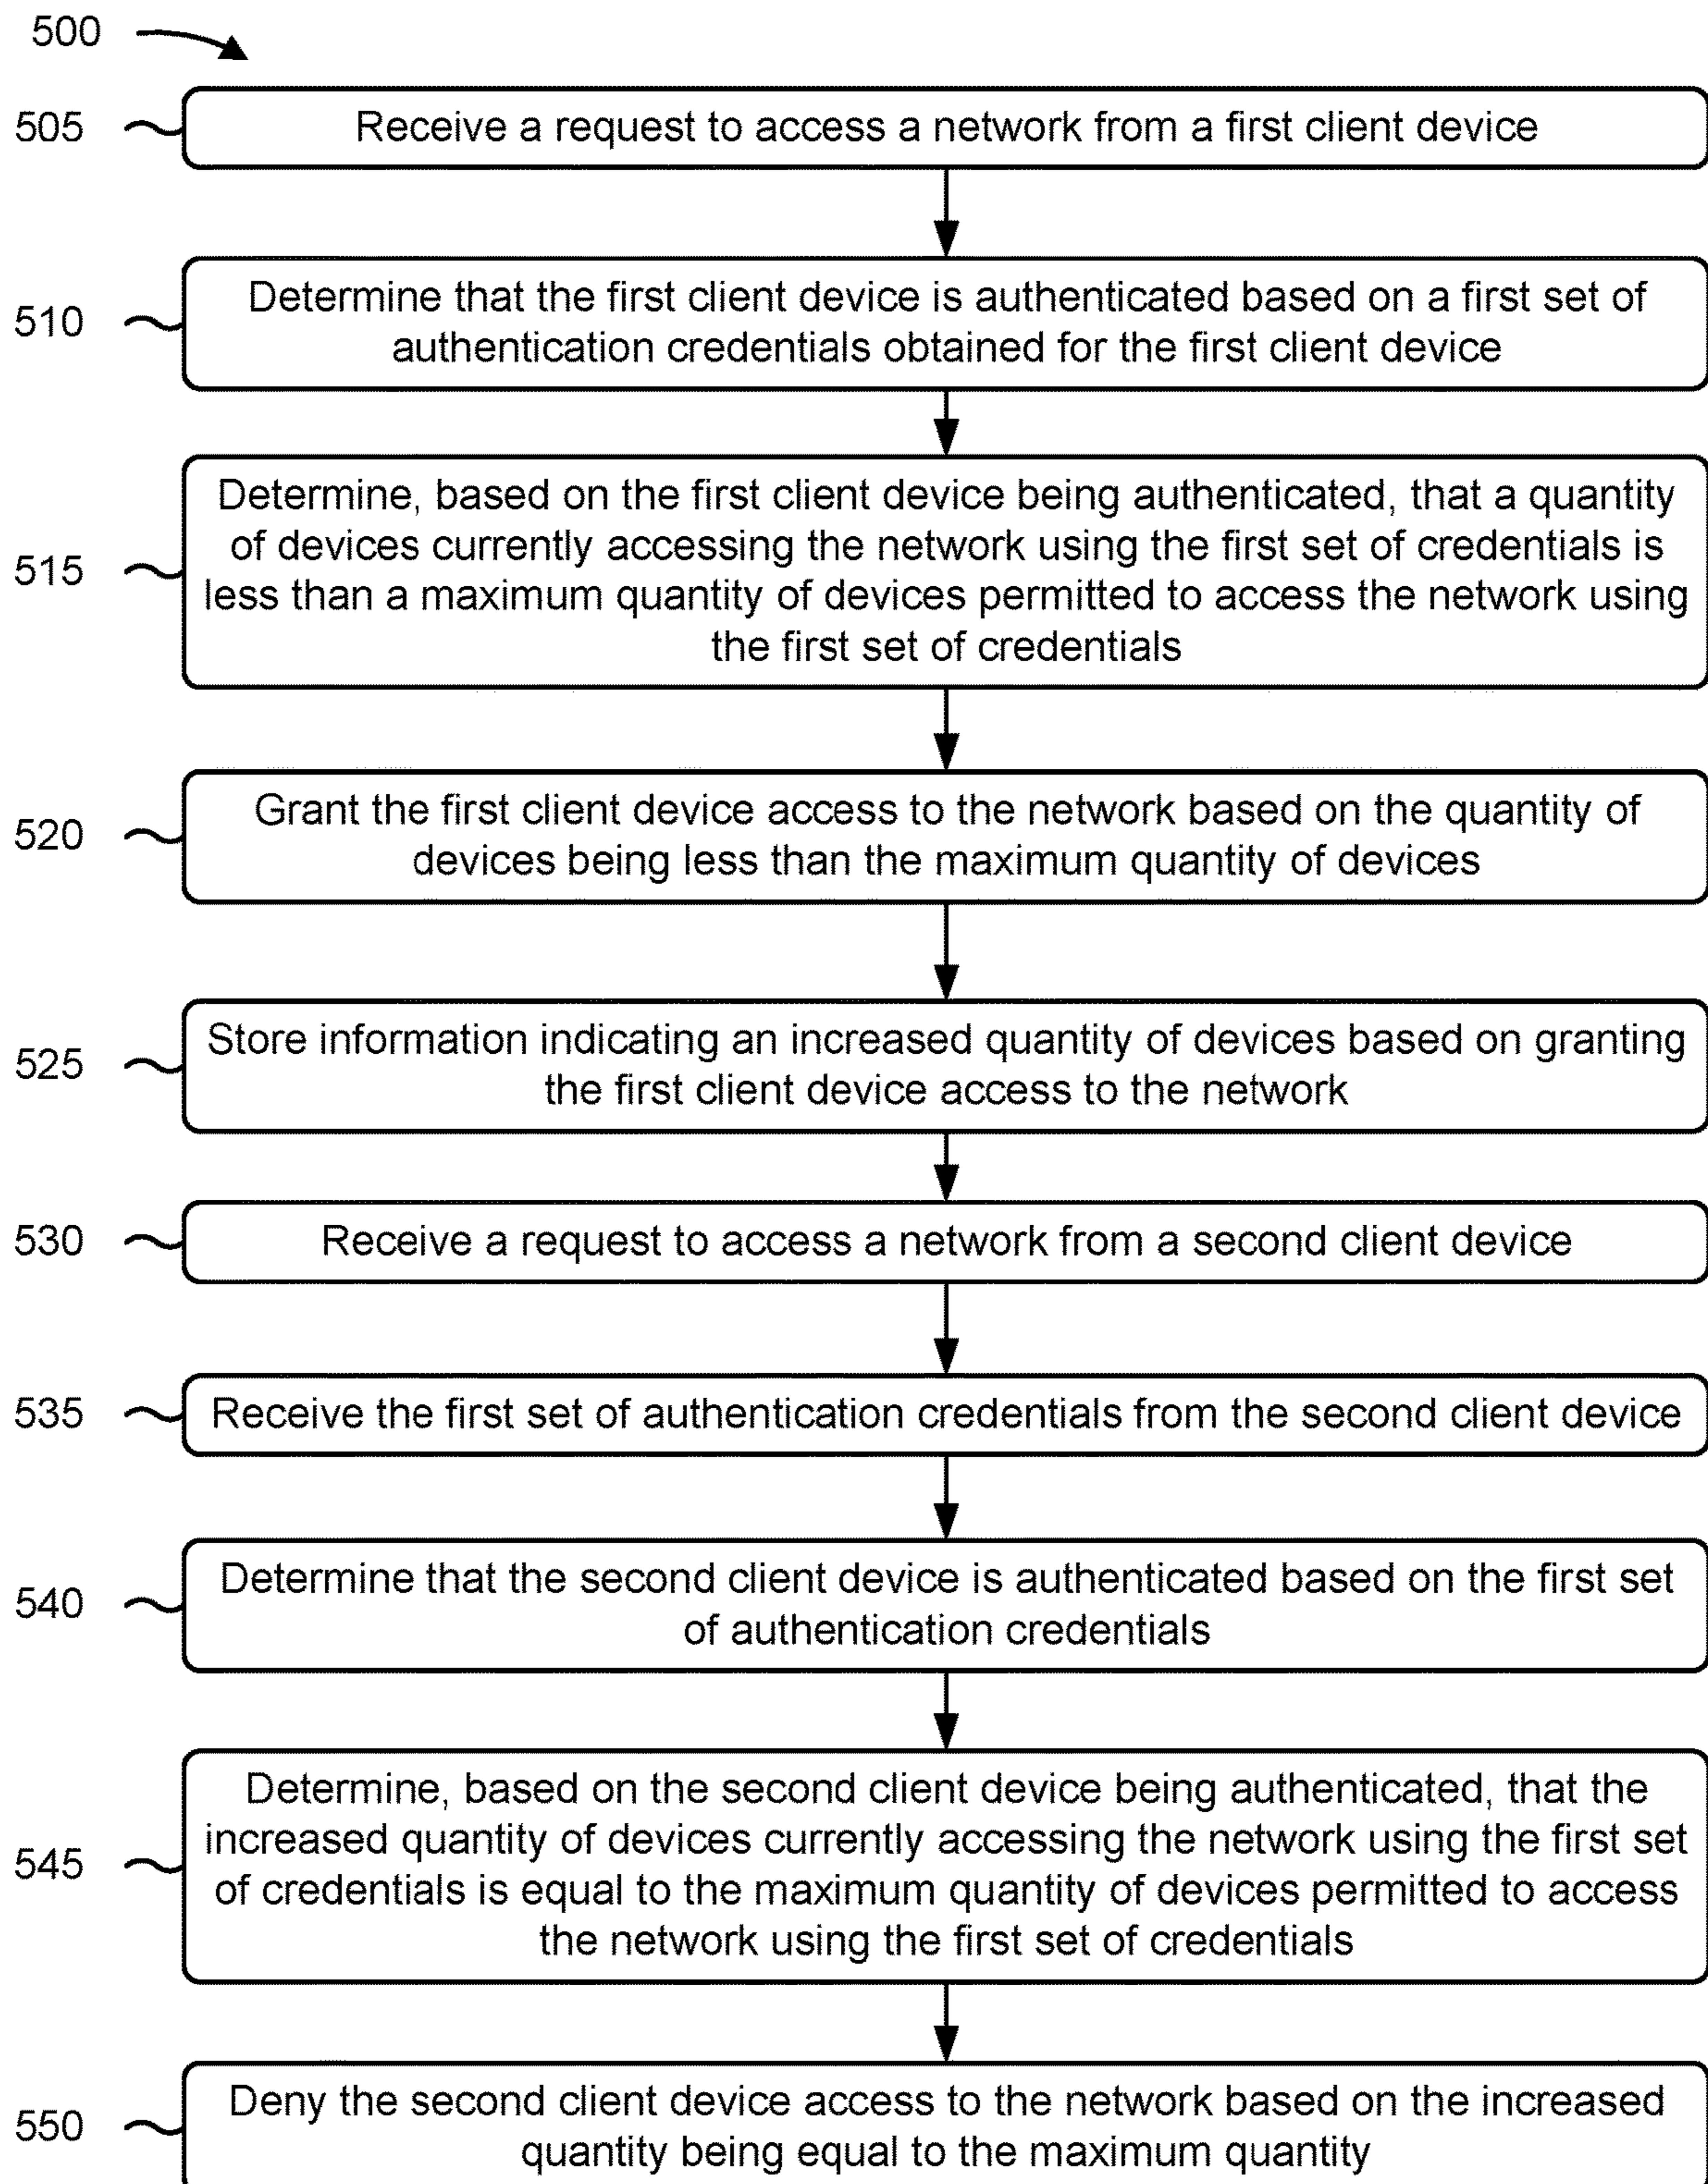 500
505
Receive a request to access a network from a first client device
510
Determine that the first client device is authenticated based on a first set of
authentication credentials obtained for the first client device
515
Determine, based on the first client device being authenticated, that a quantity
of devices currently accessing the network using the first set of credentials is
less than a maximum quantity of devices permitted to access the network using
the first set of credentials
520
Grant the first client device access to the network based on the quantity of
devices being less than the maximum quantity of devices
525
Store information indicating an increased quantity of devices based on granting
the first client device access to the network
530
Receive a request to access a network from a second client device
535
Receive the first set of authentication credentials from the second client device
540
Determine that the second client device is authenticated based on the first set
of authentication credentials
545
Determine, based on the second client device being authenticated, that the
increased quantity of devices currently accessing the network using the first set
of credentials is equal to the maximum quantity of devices permitted to access
the network using the first set of credentials
550
Deny the second client device access to the network based on the increased
quantity being equal to the maximum quantity